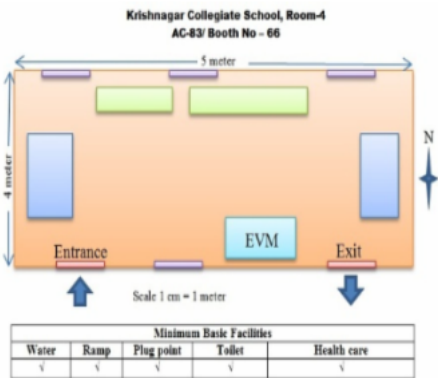 Krishnagar Collegiate School, Room-4
AC-83/ Booth No – 66
5 meter
4 meter
N
Entrance
EVM
Exit
Scale 1 cm = 1 meter
Minimum Basic Facilities
Water Ramp Plug point Toilet Health care
√ √ √ √ √